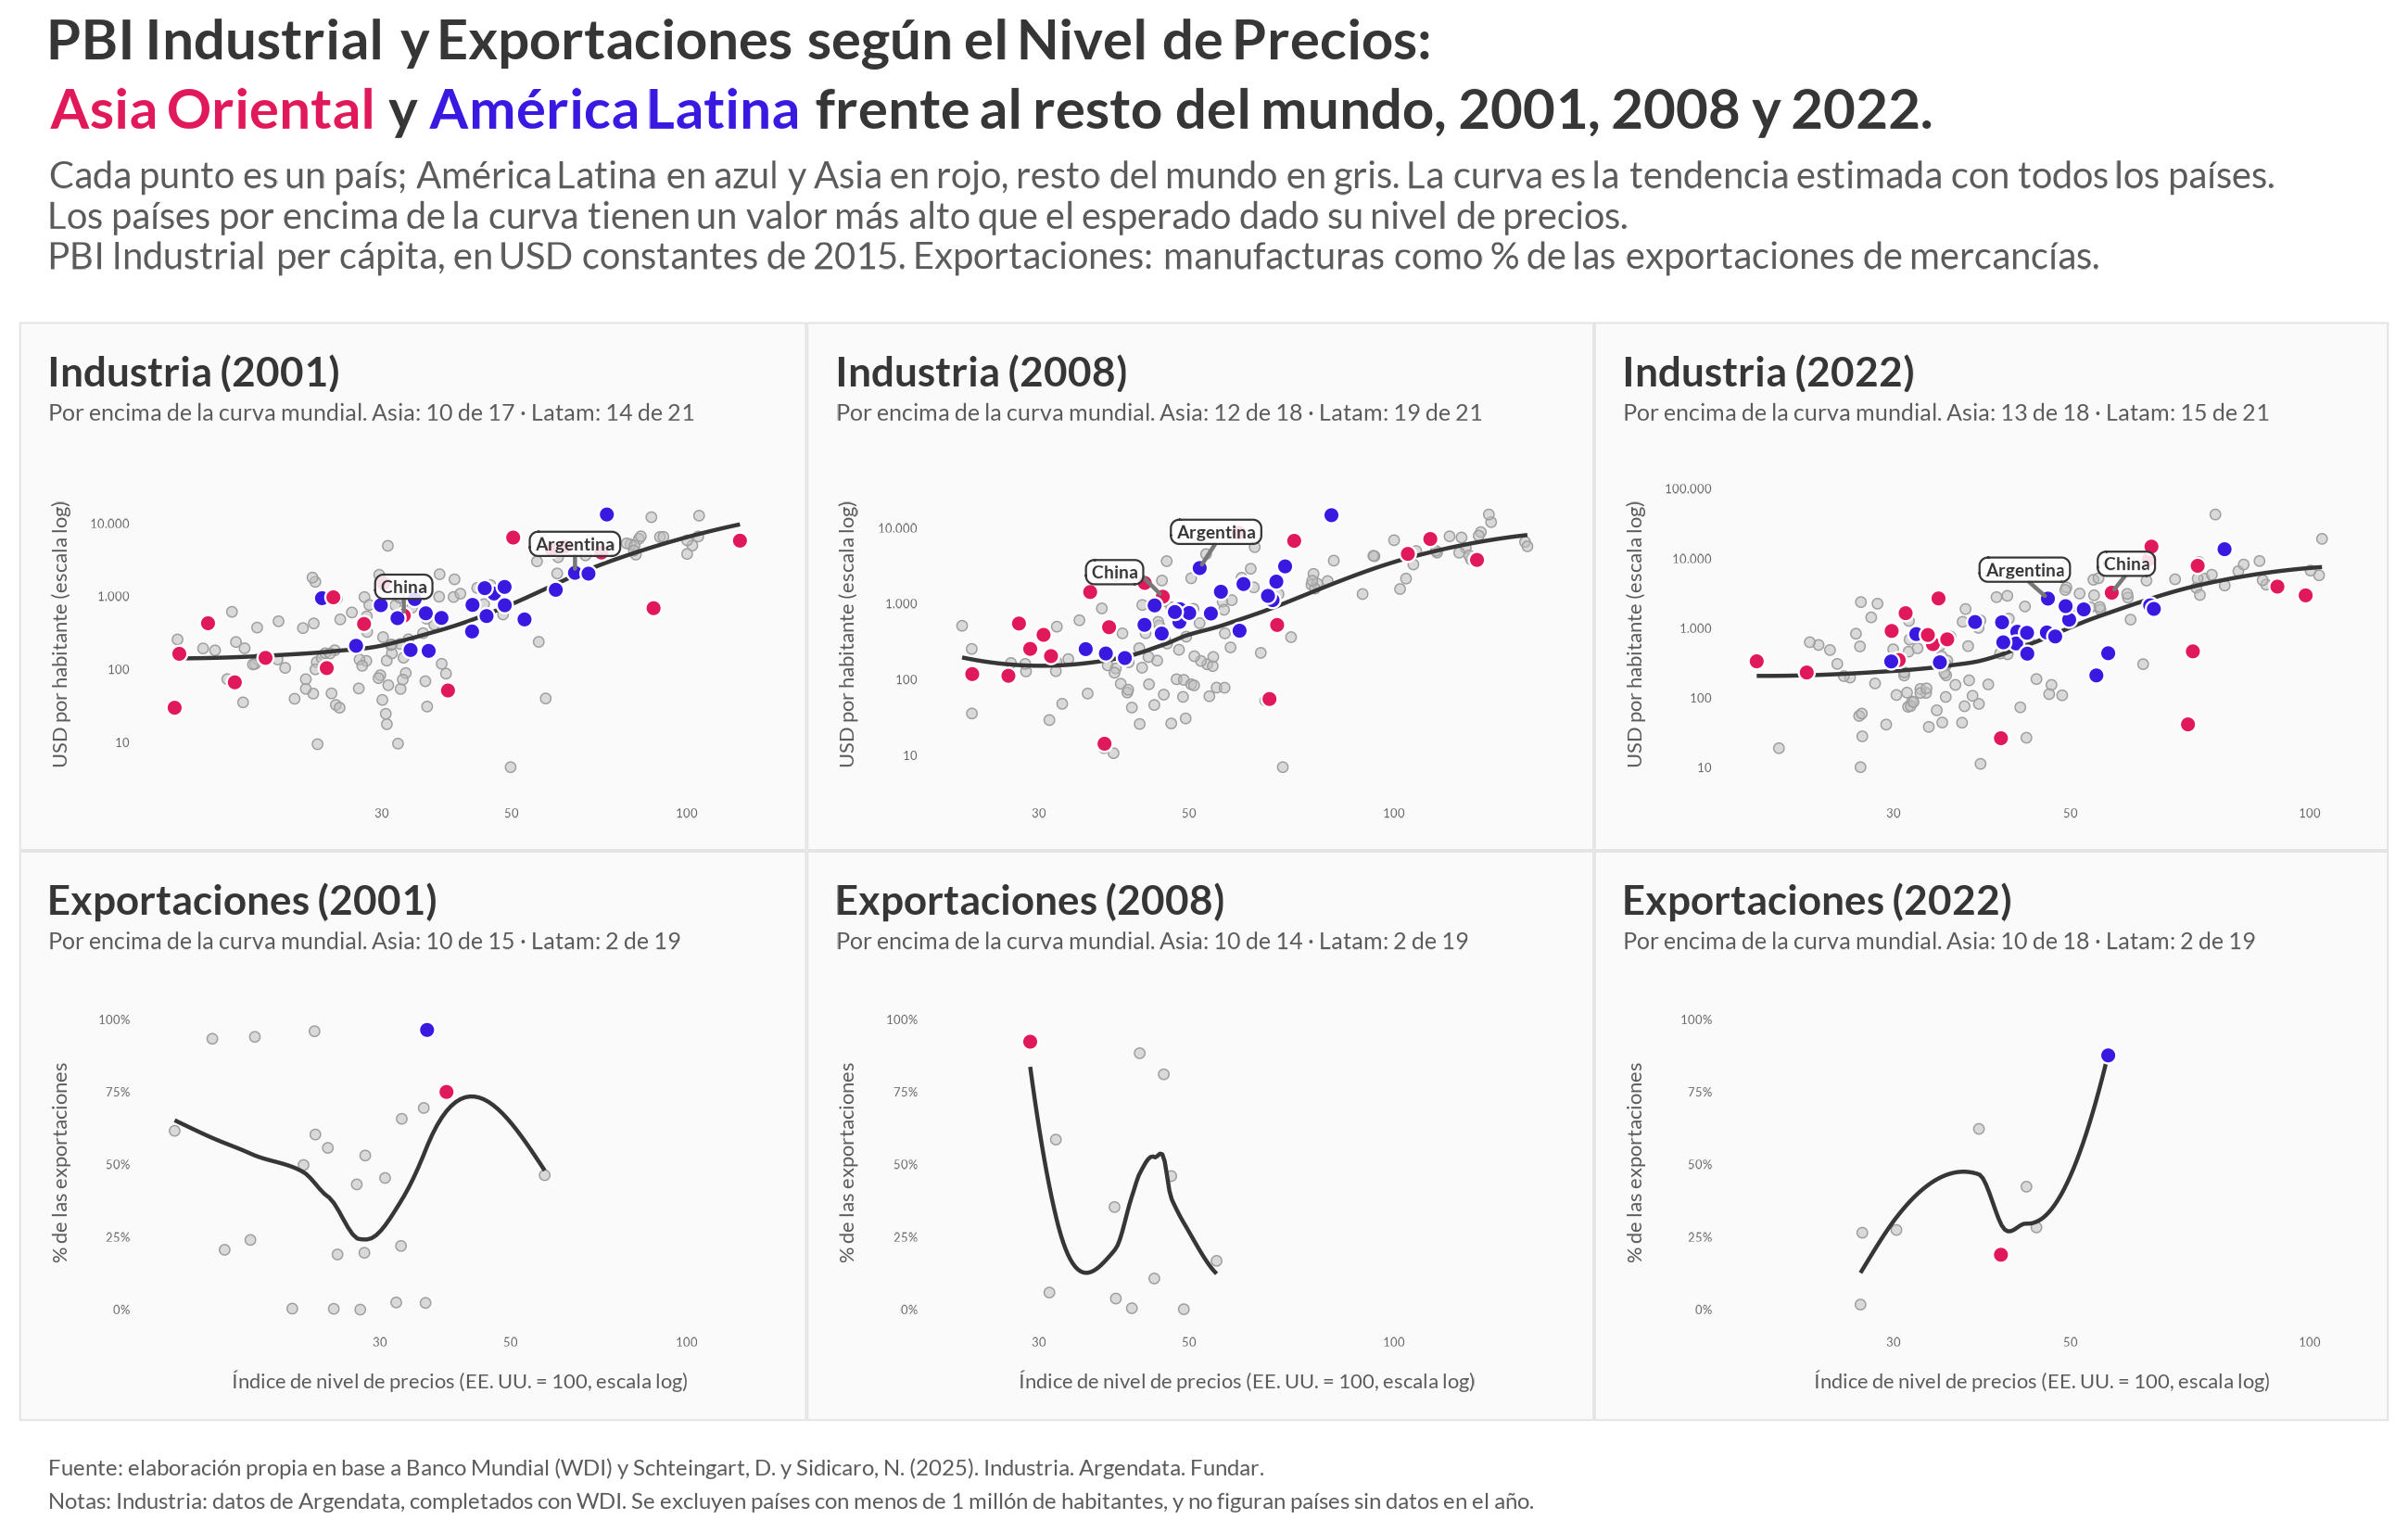 PBI Industrial y Exportaciones según el Nivel de Precios:
Asia Oriental y América Latina frente al resto del mundo, 2001, 2008 y 2022.
Cada punto es un país; América Latina en azul y Asia en rojo, resto del mundo en gris. La curva es la tendencia estimada con todos los países.
Los países por encima de la curva tienen un valor más alto que el esperado dado su nivel de precios.
PBI Industrial per cápita, en USD constantes de 2015. Exportaciones: manufacturas como % de las exportaciones de mercancías.
Industria (2001)
Por encima de la curva mundial. Asia: 10 de 17 · Latam: 14 de 21
USD por habitante (escala log)
10.000
1.000
100
10
Argentina
China
30 50 100
Industria (2008)
Por encima de la curva mundial. Asia: 12 de 18 · Latam: 19 de 21
USD por habitante (escala log)
10.000
1.000
100
10
Argentina
China
30 50 100
Industria (2022)
Por encima de la curva mundial. Asia: 13 de 18 · Latam: 15 de 21
USD por habitante (escala log)
100.000
10.000
1.000
100
10
Argentina
China
30 50 100
Exportaciones (2001)
Por encima de la curva mundial. Asia: 10 de 15 · Latam: 2 de 19
% de las exportaciones
100%
75%
50%
25%
0%
30 50 100
Índice de nivel de precios (EE. UU. = 100, escala log)
Exportaciones (2008)
Por encima de la curva mundial. Asia: 10 de 14 · Latam: 2 de 19
% de las exportaciones
100%
75%
50%
25%
0%
30 50 100
Índice de nivel de precios (EE. UU. = 100, escala log)
Exportaciones (2022)
Por encima de la curva mundial. Asia: 10 de 18 · Latam: 2 de 19
% de las exportaciones
100%
75%
50%
25%
0%
30 50 100
Índice de nivel de precios (EE. UU. = 100, escala log)
Fuente: elaboración propia en base a Banco Mundial (WDI) y Schteingart, D. y Sidicaro, N. (2025). Industria. Argendata. Fundar.
Notas: Industria: datos de Argendata, completados con WDI. Se excluyen países con menos de 1 millón de habitantes, y no figuran países sin datos en el año.